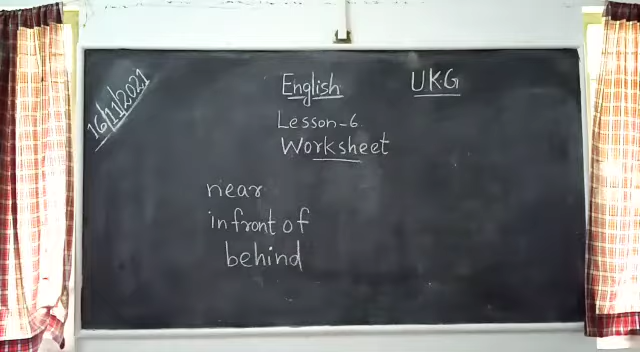 16/11/2021
English
UKG
Lesson-6
Worksheet
near
infront of
behind